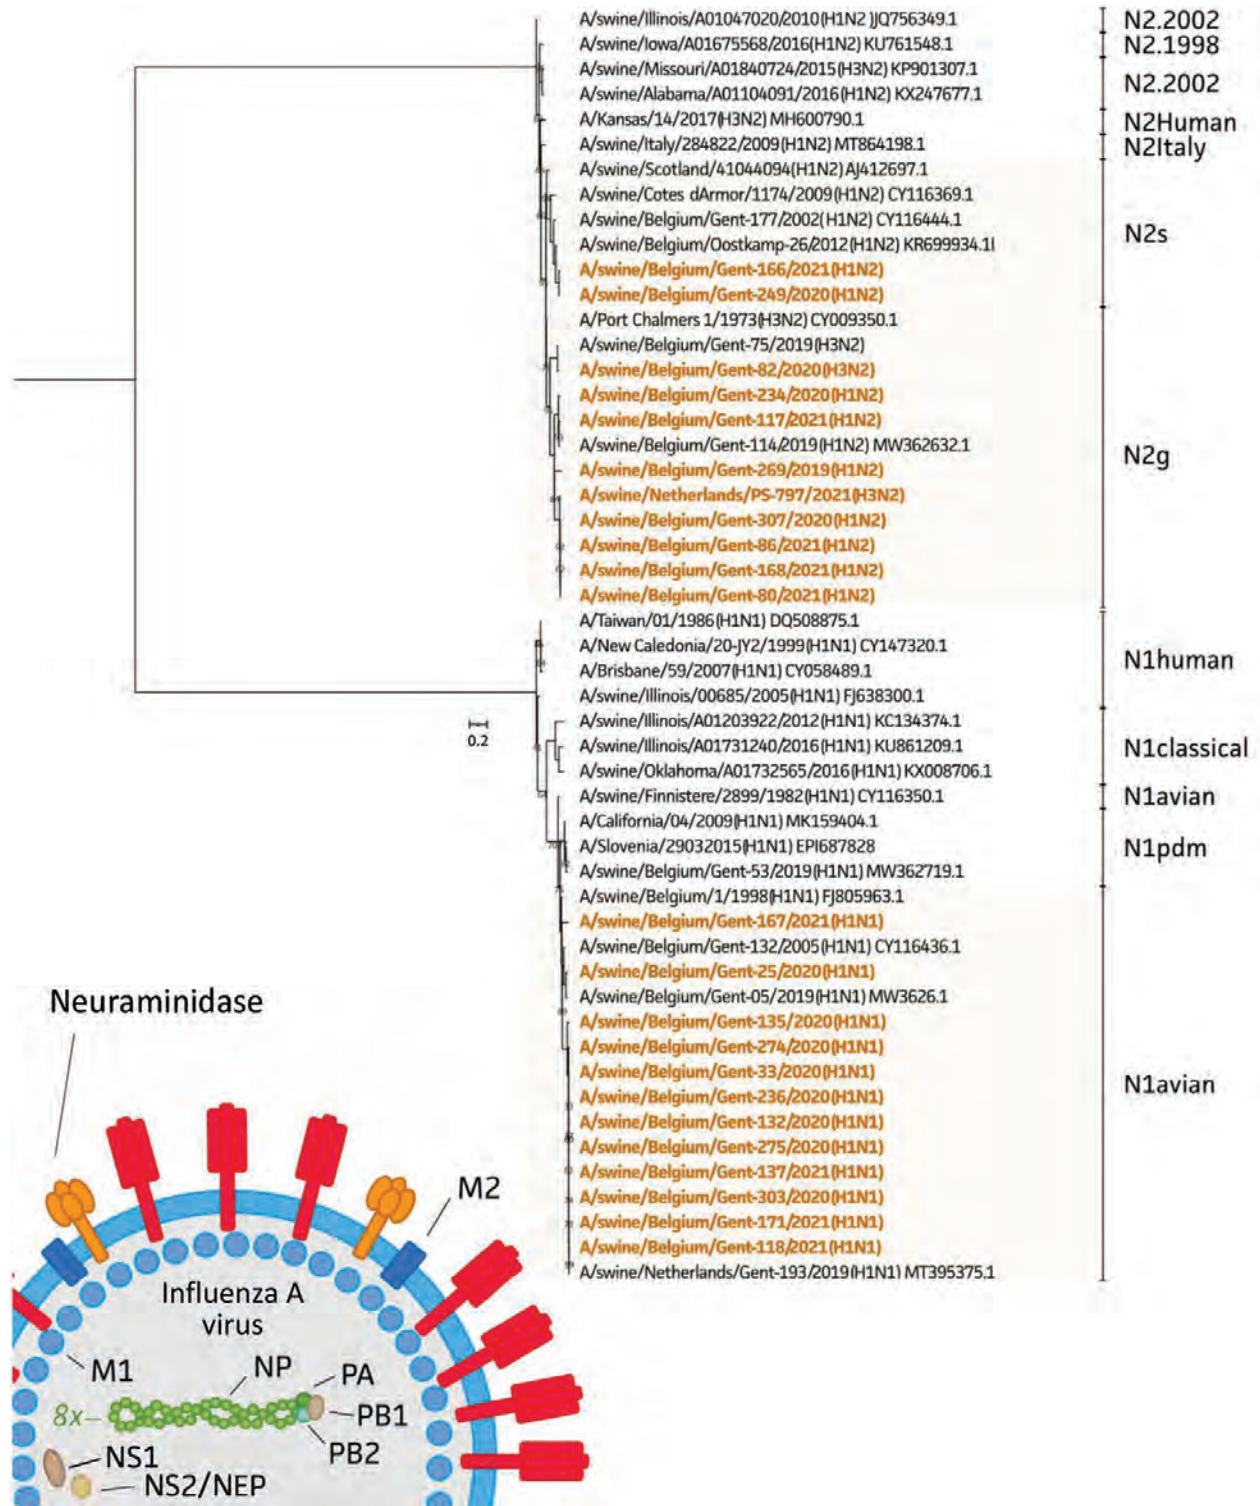 A/swine/Illinois/A01047020/2010(H1N2 )JQ756349.1
A/swine/Iowa/A01675568/2016(H1N2) KU761548.1
A/swine/Missouri/A01840724/2015(H3N2) KP901307.1
A/swine/Alabama/A01104091/2016(H1N2) KX247677.1
A/Kansas/14/2017(H3N2) MH600790.1
A/swine/Italy/284822/2009(H1N2) MT864198.1
A/swine/Scotland/41044094(H1N2) AJ412697.1
A/swine/Cotes dArmor/1174/2009(H1N2) CY116369.1
A/swine/Belgium/Gent-177/2002(H1N2) CY116444.1
A/swine/Belgium/Oostkamp-26/2012(H1N2) KR699934.1l
A/swine/Belgium/Gent-166/2021(H1N2)
A/swine/Belgium/Gent-249/2020(H1N2)
A/Port Chalmers 1/1973(H3N2) CY009350.1
A/swine/Belgium/Gent-75/2019(H3N2)
A/swine/Belgium/Gent-82/2020(H3N2)
A/swine/Belgium/Gent-234/2020(H1N2)
A/swine/Belgium/Gent-117/2021(H1N2)
A/swine/Belgium/Gent-114/2019(H1N2) MW362632.1
A/swine/Belgium/Gent-269/2019(H1N2)
A/swine/Netherlands/PS-797/2021(H3N2)
A/swine/Belgium/Gent-307/2020(H1N2)
A/swine/Belgium/Gent-86/2021(H1N2)
A/swine/Belgium/Gent-168/2021(H1N2)
A/swine/Belgium/Gent-80/2021(H1N2)
A/Taiwan/01/1986(H1N1) DQ508875.1
A/New Caledonia/20-JY2/1999(H1N1) CY147320.1
A/Brisbane/59/2007(H1N1) CY058489.1
A/swine/Illinois/00685/2005(H1N1) FJ638300.1
A/swine/Illinois/A01203922/2012(H1N1) KC134374.1
A/swine/Illinois/A01731240/2016(H1N1) KU861209.1
A/swine/Oklahoma/A01732565/2016(H1N1) KX008706.1
A/swine/Finnistere/2899/1982(H1N1) CY116350.1
A/California/04/2009(H1N1) MK159404.1
A/Slovenia/29032015(H1N1) EPI687828
A/swine/Belgium/Gent-53/2019(H1N1) MW362719.1
A/swine/Belgium/1/1998(H1N1) FJ805963.1
A/swine/Belgium/Gent-167/2021(H1N1)
A/swine/Belgium/Gent-132/2005(H1N1) CY116436.1
A/swine/Belgium/Gent-25/2020(H1N1)
A/swine/Belgium/Gent-05/2019(H1N1) MW3626.1
A/swine/Belgium/Gent-135/2020(H1N1)
A/swine/Belgium/Gent-274/2020(H1N1)
A/swine/Belgium/Gent-33/2020(H1N1)
A/swine/Belgium/Gent-236/2020(H1N1)
A/swine/Belgium/Gent-132/2020(H1N1)
A/swine/Belgium/Gent-275/2020(H1N1)
A/swine/Belgium/Gent-137/2021(H1N1)
A/swine/Belgium/Gent-303/2020(H1N1)
A/swine/Belgium/Gent-171/2021(H1N1)
A/swine/Belgium/Gent-118/2021(H1N1)
A/swine/Netherlands/Gent-193/2019(H1N1) MT395375.1
N2.2002
N2.1998
N2.2002
N2Human
N2Italy
N2s
N2g
N1human
N1classical
N1avian
N1pdm
N1avian
0.2
Neuraminidase
M2
Influenza A
virus
M1
NP
PA
8x
PB1
PB2
NS1
NS2/NEP